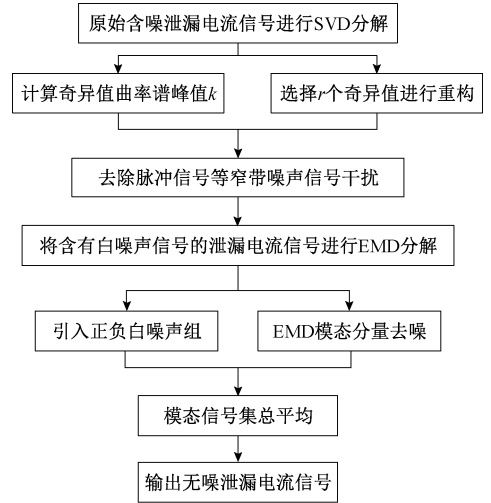 原始含噪泄漏电流信号进行SVD分解
计算奇异值曲率谱峰值k
选择r个奇异值进行重构
去除脉冲信号等窄带噪声信号干扰
将含有白噪声信号的泄漏电流信号进行EMD分解
引入正负白噪声组
EMD模态分量去噪
模态信号集总平均
输出无噪泄漏电流信号